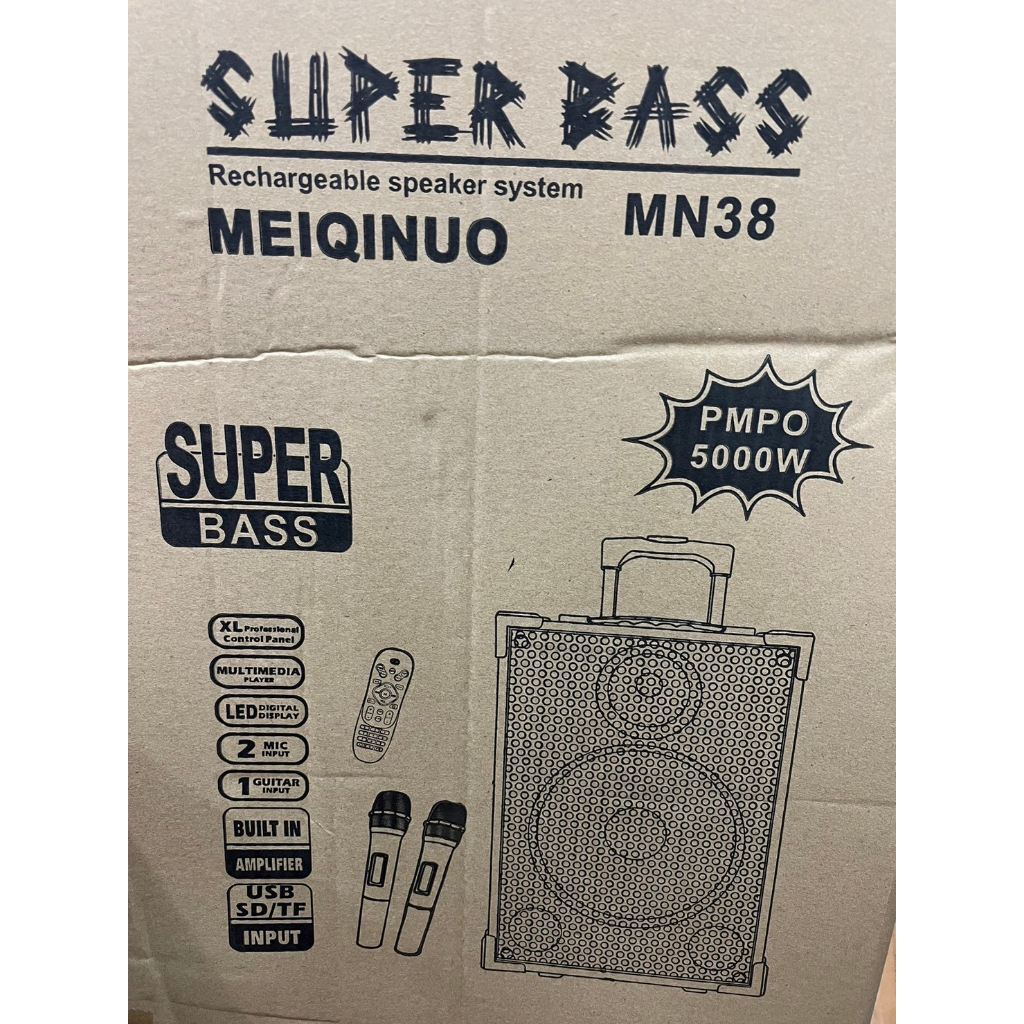 SUPER BASS
Rechargeable speaker system
MEIQINUO
MN38
PMPO
5000W
SUPER
BASS
XL Professional
Control Panel
MULTIMEDIA
PLAYER
LED DIGITAL
DISPLAY
2 MIC
INPUT
1 GUITAR
INPUT
BUILT IN
AMPLIFIER
USB
SD/TF
INPUT